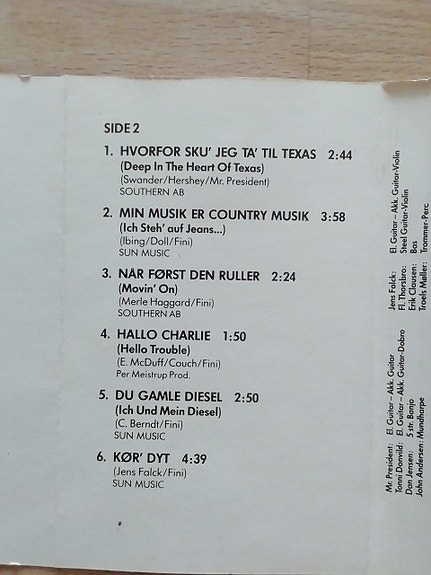 SIDE 2
1. HVORFOR SKU' JEG TA' TIL TEXAS 2:44
(Deep In The Heart Of Texas)
(Swander/Hershey/Mr. President)
SOUTHERN AB
2. MIN MUSIK ER COUNTRY MUSIK 3:58
(Ich Steh' auf Jeans...)
(Ibing/Doll/Fini)
SUN MUSIC
3. NÅR FØRST DEN RULLER 2:24
(Movin' On)
(Merle Haggard/Fini)
SOUTHERN AB
4. HALLO CHARLIE 1:50
(Hello Trouble)
(E. McDuff/Couch/Fini)
Per Meistrup Prod.
5. DU GAMLE DIESEL 2:50
(Ich Und Mein Diesel)
(C. Berndt/Fini)
SUN MUSIC
6. KØR' DYT 4:39
(Jens Falck/Fini)
SUN MUSIC
Mr. President: El. Guitar – Akk. Guitar
Tonni Danvild: El. Guitar – Akk. Guitar-Dobro
Dan Jensen: 5 str. Banjo
John Andersen: Mundharpe
Jens Falck: El. Guitar – Akk. Guitar-Violin
Fl. Thorsbro: Steel Guitar-Violin
Erik Clausen: Bas
Troels Møller: Trommer-Perc.